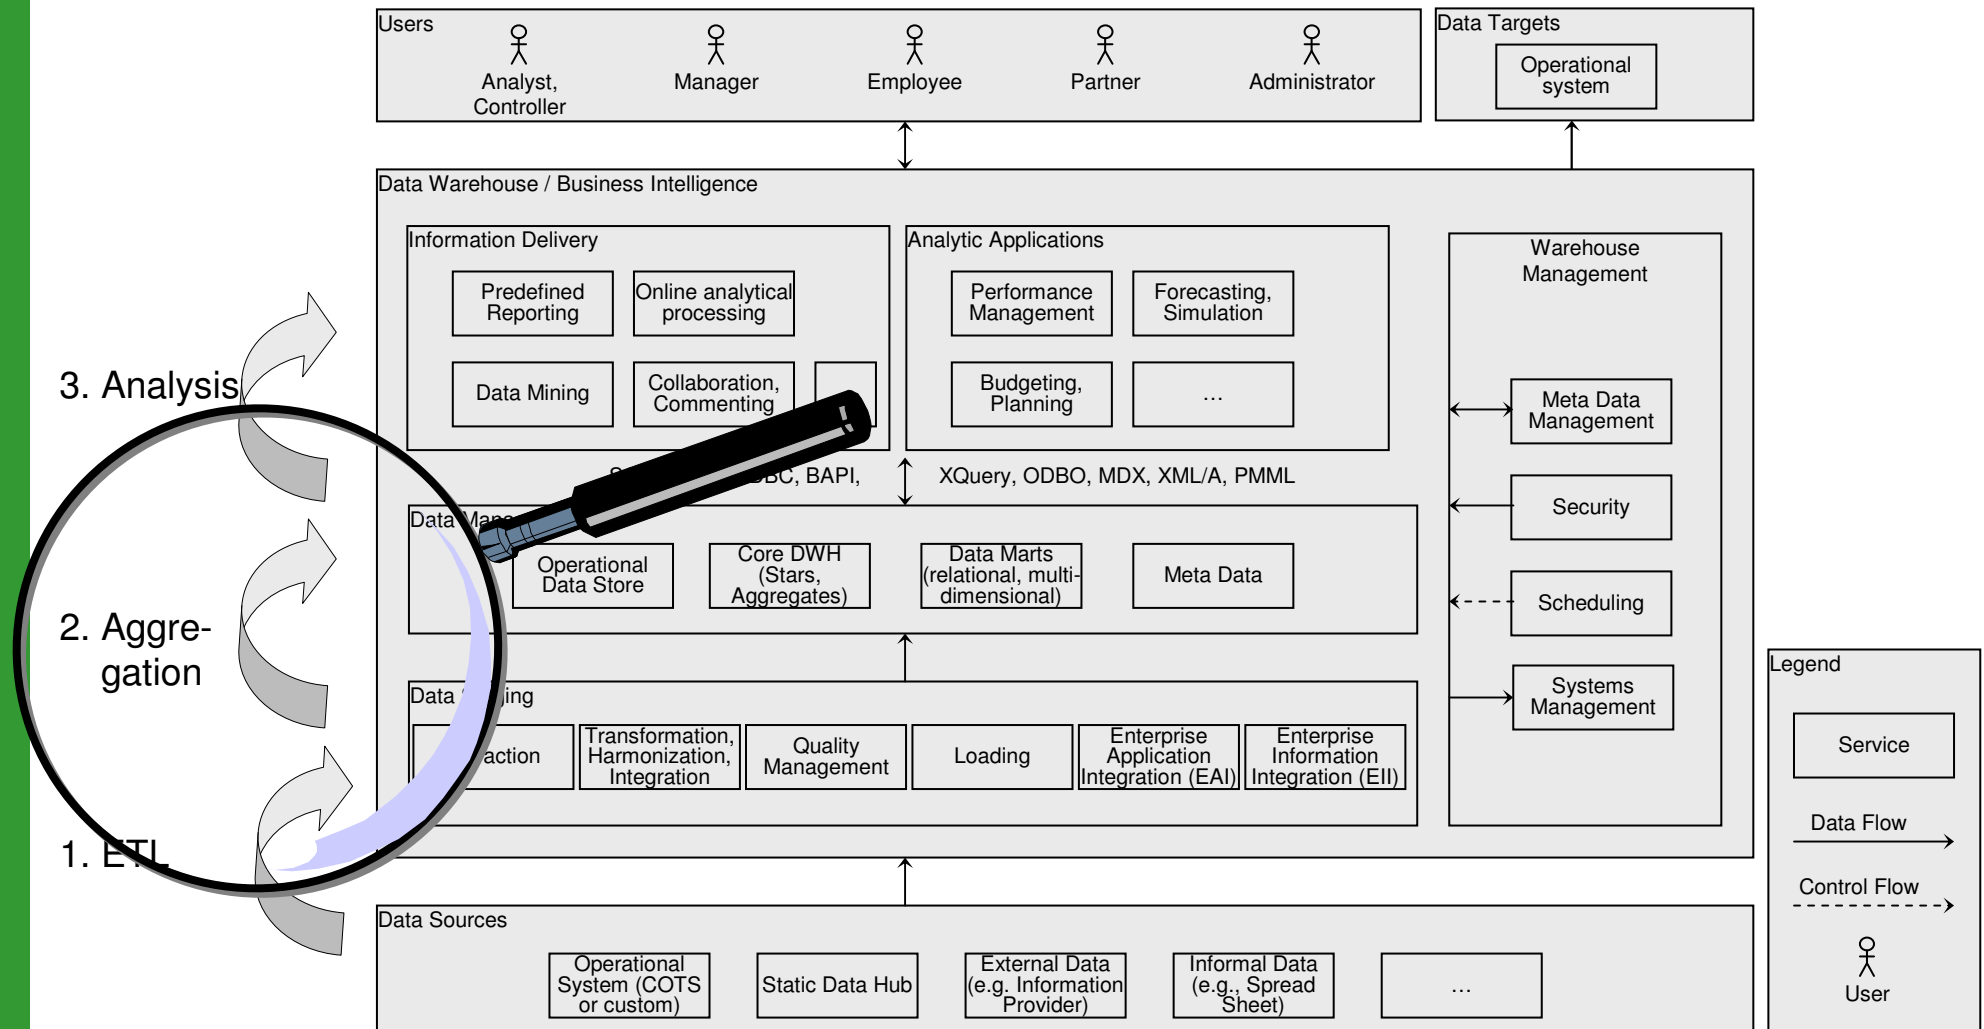 Users
Analyst,
Controller
Manager
Employee
Partner
Administrator
Data Targets
Operational
system
Data Warehouse / Business Intelligence
Information Delivery
Predefined
Reporting
Online analytical
processing
Data Mining
Collaboration,
Commenting
Analytic Applications
Performance
Management
Forecasting,
Simulation
Budgeting,
Planning
…
Warehouse
Management
Meta Data
Management
Security
Scheduling
Systems
Management
3. Analysis
2. Aggre-
gation
1. ETL
BAPI,
XQuery, ODBO, MDX, XML/A, PMML
Data
Operational
Data Store
Core DWH
(Stars,
Aggregates)
Data Marts
(relational, multi-
dimensional)
Meta Data
Data
Transformation,
Harmonization,
Integration
Quality
Management
Loading
Enterprise
Application
Integration (EAI)
Enterprise
Information
Integration (EII)
Data Sources
Operational
System (COTS
or custom)
Static Data Hub
External Data
(e.g. Information
Provider)
Informal Data
(e.g., Spread
Sheet)
…
Legend
Service
Data Flow
Control Flow
User